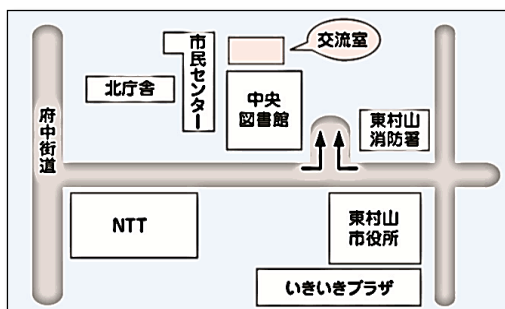 交流室
市民センター
北庁舎
中央
図書館
東村山
消防署
府中街道
NTT
東村山
市役所
いきいきプラザ